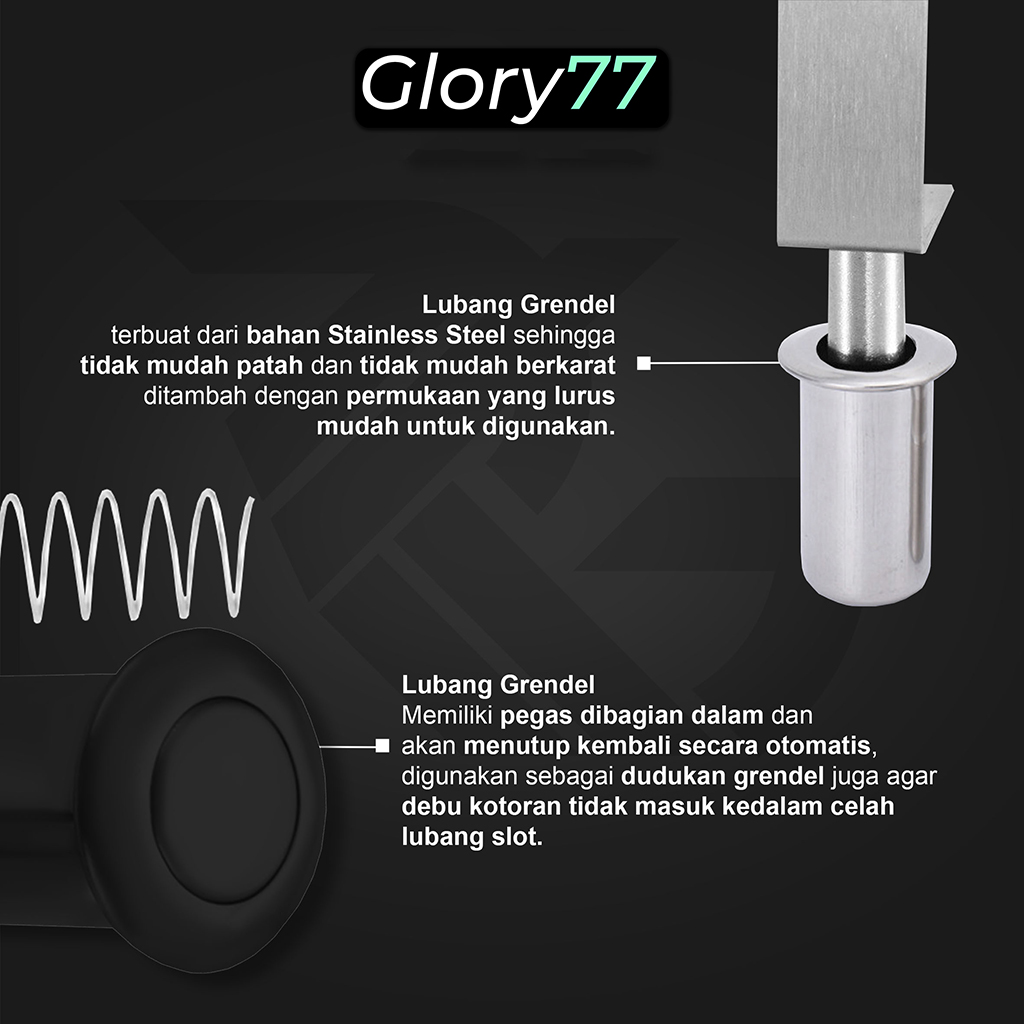 Glory77
Lubang Grendel
terbuat dari bahan Stainless Steel sehingga
tidak mudah patah dan tidak mudah berkarat
ditambah dengan permukaan yang lurus
mudah untuk digunakan.
Lubang Grendel
Memiliki pegas dibagian dalam dan
akan menutup kembali secara otomatis,
digunakan sebagai dudukan grendel juga agar
debu kotoran tidak masuk kedalam celah
lubang slot.